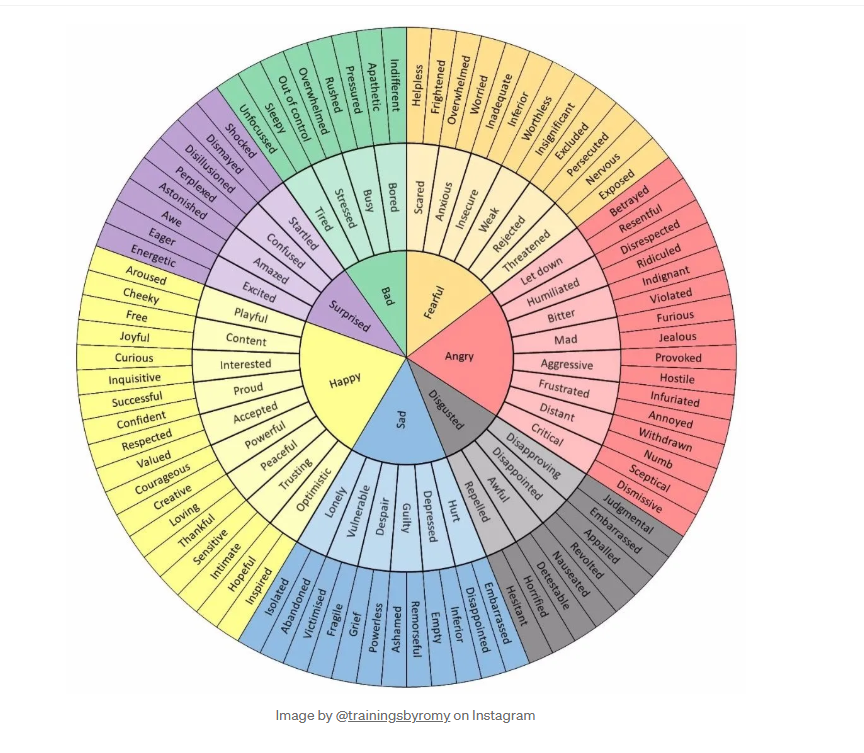 Bad
Fearful
Angry
Disgusted
Sad
Happy
Surprised
Tired
Stressed
Busy
Bored
Scared
Anxious
Insecure
Weak
Rejected
Threatened
Let down
Humiliated
Bitter
Mad
Aggressive
Frustrated
Distant
Critical
Disapproving
Disappointed
Awful
Repelled
Hurt
Depressed
Guilty
Despair
Vulnerable
Lonely
Optimistic
Trusting
Peaceful
Powerful
Accepted
Proud
Interested
Content
Playful
Excited
Amazed
Confused
Startled
Unfocussed
Sleepy
Out of control
Overwhelmed
Rushed
Pressured
Apathetic
Indifferent
Helpless
Frightened
Overwhelmed
Worried
Inadequate
Inferior
Worthless
Insignificant
Excluded
Persecuted
Nervous
Exposed
Betrayed
Resentful
Disrespected
Ridiculed
Indignant
Violated
Furious
Jealous
Provoked
Hostile
Infuriated
Annoyed
Withdrawn
Numb
Sceptical
Dismissive
Judgmental
Embarrassed
Appalled
Revolted
Nauseated
Detestable
Horrified
Hesitant
Embarrassed
Disappointed
Inferior
Empty
Remorseful
Ashamed
Powerless
Grief
Fragile
Victimised
Abandoned
Isolated
Inspired
Hopeful
Intimate
Sensitive
Thankful
Loving
Creative
Courageous
Valued
Respected
Confident
Successful
Inquisitive
Curious
Joyful
Free
Cheeky
Aroused
Energetic
Eager
Awe
Astonished
Perplexed
Disillusioned
Dismayed
Shocked
Image by @trainingsbyromy on Instagram